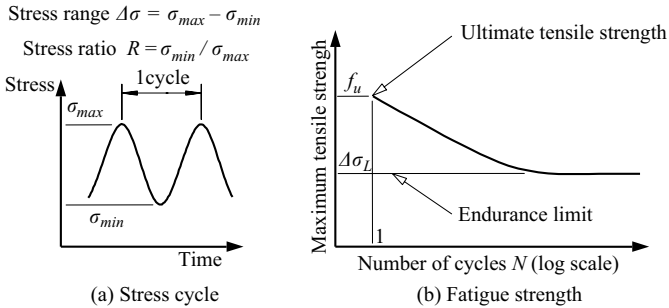 Stress range Δσ = σmax – σmin
Stress ratio R = σmin / σmax
1cycle
Stress
σmax
σmin
Time
(a) Stress cycle
Ultimate tensile strength
Maximum tensile strengh
fu
ΔσL
Endurance limit
1
Number of cycles N (log scale)
(b) Fatigue strength